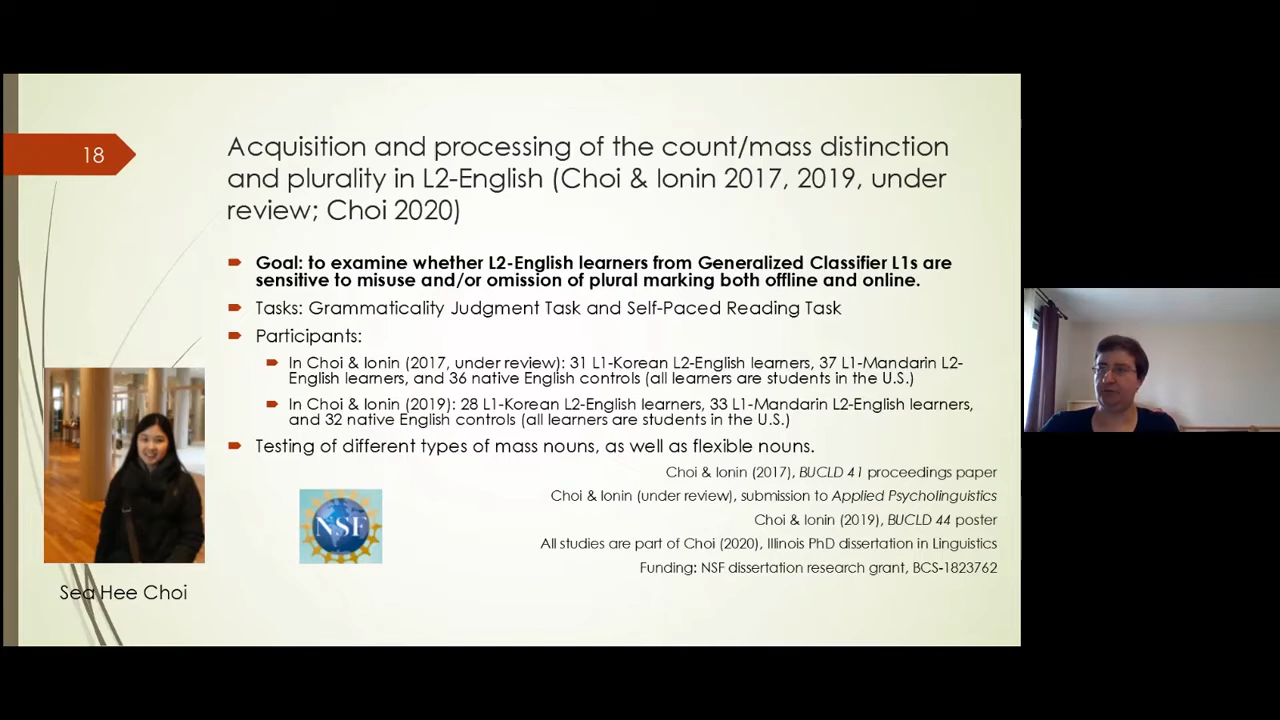 18
Acquisition and processing of the count/mass distinction
and plurality in L2-English (Choi & Ionin 2017, 2019, under
review; Choi 2020)
Goal: to examine whether L2-English learners from Generalized Classifier L1s are
sensitive to misuse and/or omission of plural marking both offline and online.
Tasks: Grammaticality Judgment Task and Self-Paced Reading Task
Participants:
In Choi & Ionin (2017, under review): 31 L1-Korean L2-English learners, 37 L1-Mandarin L2-
English learners, and 36 native English controls (all learners are students in the U.S.)
In Choi & Ionin (2019): 28 L1-Korean L2-English learners, 33 L1-Mandarin L2-English learners,
and 32 native English controls (all learners are students in the U.S.)
Testing of different types of mass nouns, as well as flexible nouns.
Choi & Ionin (2017), BUCLD 41 proceedings paper
Choi & Ionin (under review), submission to Applied Psycholinguistics
Choi & Ionin (2019), BUCLD 44 poster
All studies are part of Choi (2020), Illinois PhD dissertation in Linguistics
Funding: NSF dissertation research grant, BCS-1823762
NSF
Sea Hee Choi